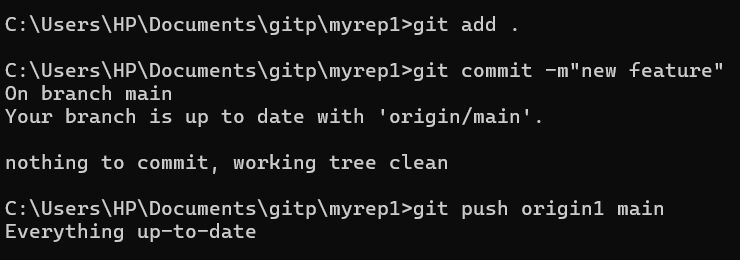 C:\Users\HP\Documents\gitp\myrep1>git add .
C:\Users\HP\Documents\gitp\myrep1>git commit -m"new feature"
On branch main
Your branch is up to date with 'origin/main'.
nothing to commit, working tree clean
C:\Users\HP\Documents\gitp\myrep1>git push origin1 main
Everything up-to-date